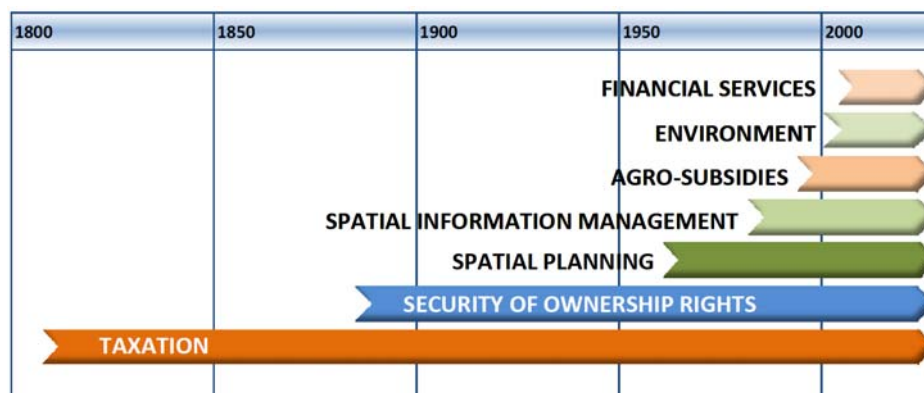 1800 1850 1900 1950 2000
FINANCIAL SERVICES
ENVIRONMENT
AGRO-SUBSIDIES
SPATIAL INFORMATION MANAGEMENT
SPATIAL PLANNING
SECURITY OF OWNERSHIP RIGHTS
TAXATION